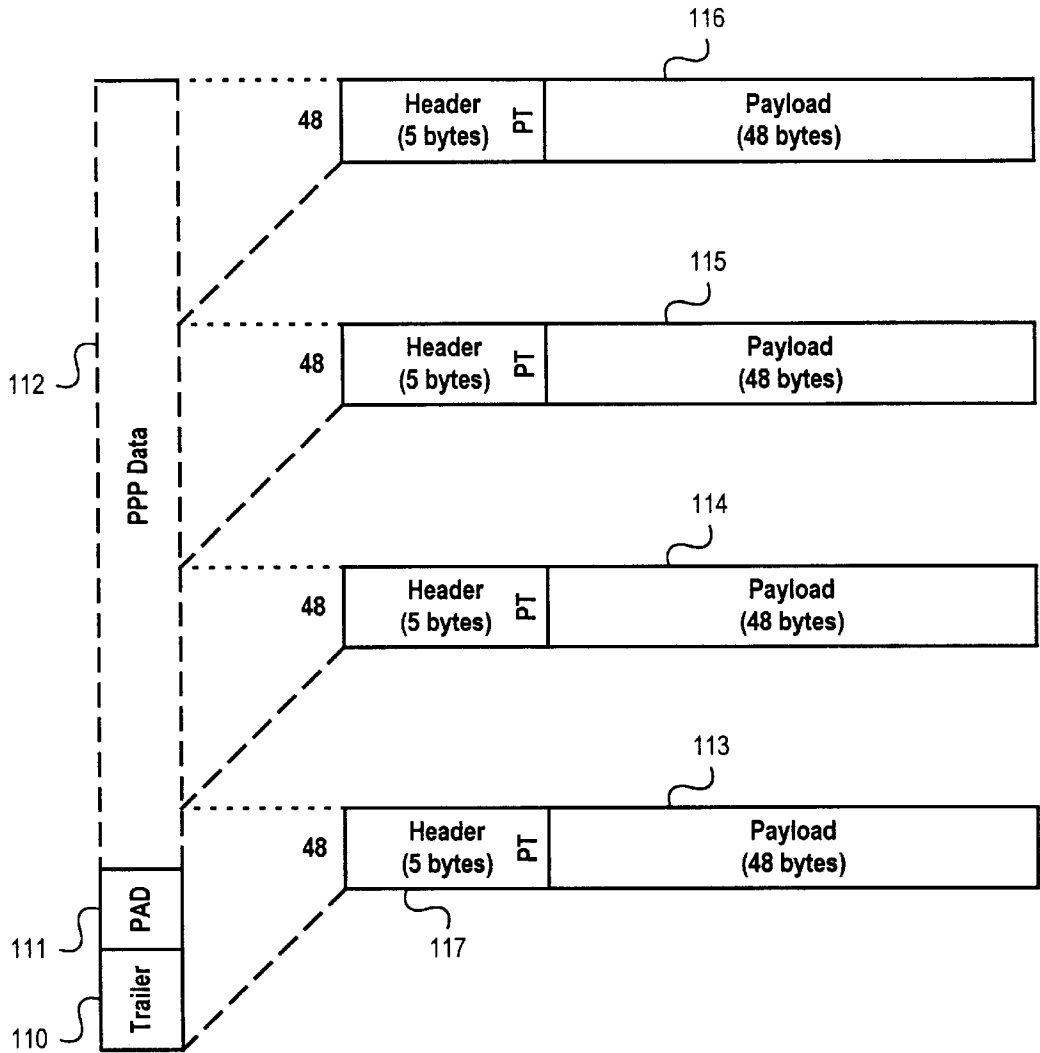 116
48
Header
(5 bytes)
PT
Payload
(48 bytes)
115
48
Header
(5 bytes)
PT
Payload
(48 bytes)
112
PPP Data
114
48
Header
(5 bytes)
PT
Payload
(48 bytes)
113
48
Header
(5 bytes)
PT
Payload
(48 bytes)
117
111
PAD
110
Trailer